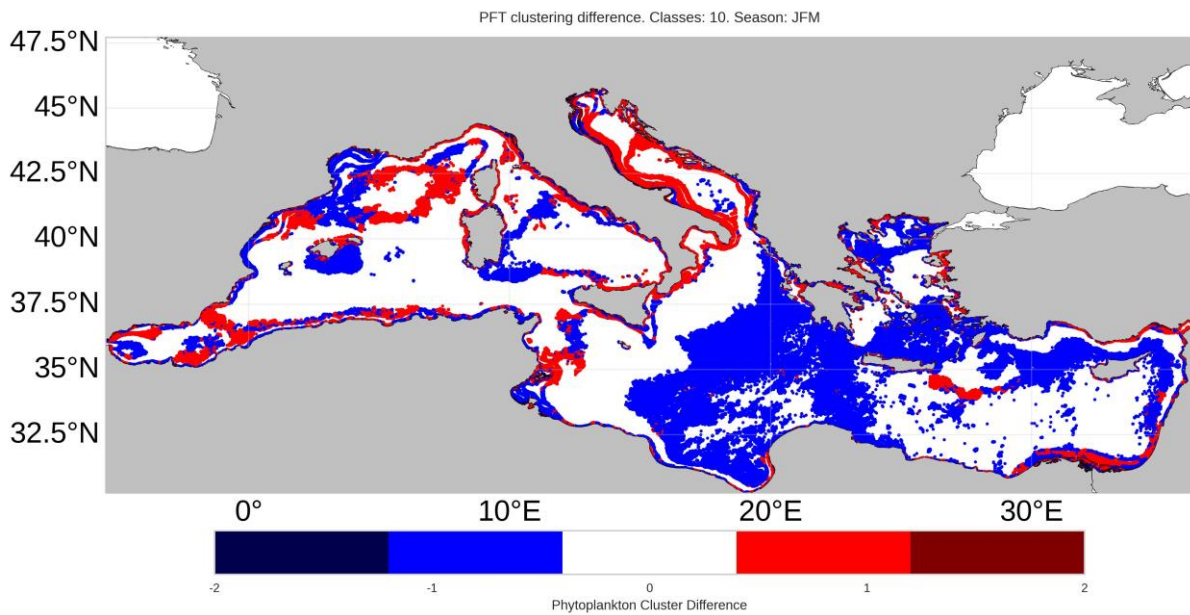 PFT clustering difference. Classes: 10. Season: JFM
47.5°N
45°N
42.5°N
40°N
37.5°N
35°N
32.5°N
0° 10°E 20°E 30°E
-2 -1 0 1 2
Phytoplankton Cluster Difference